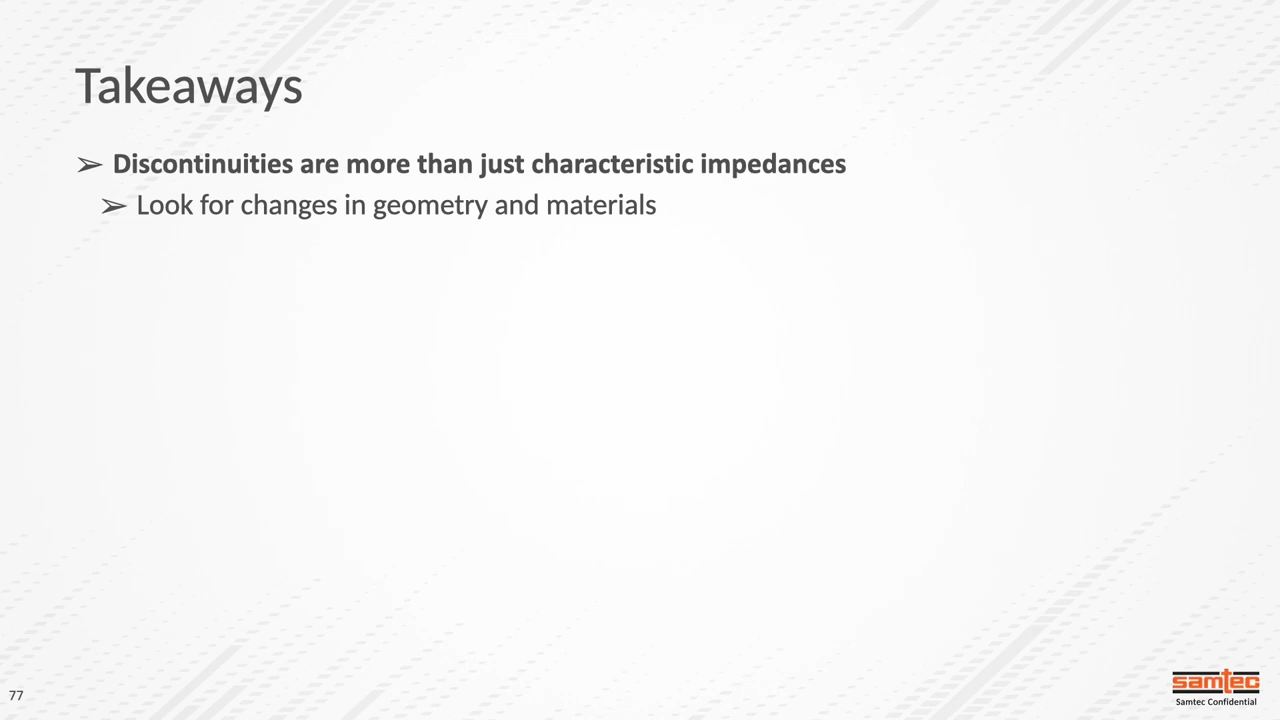 Takeaways
➢ Discontinuities are more than just characteristic impedances
➢ Look for changes in geometry and materials
77
samtec
Samtec Confidential